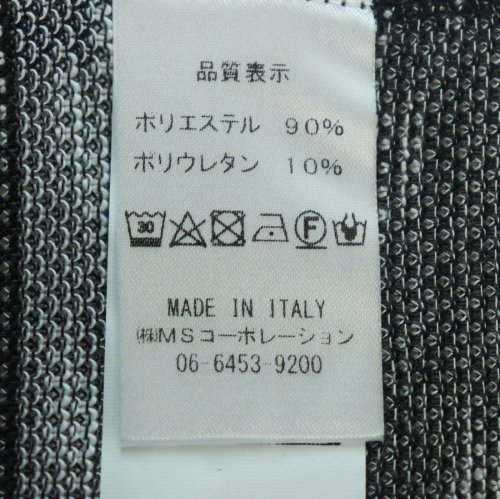 品質表示
ポリエステル 90%
ポリウレタン 10%
30
F
MADE IN ITALY
㈱MSコーポレーション
06-6453-9200